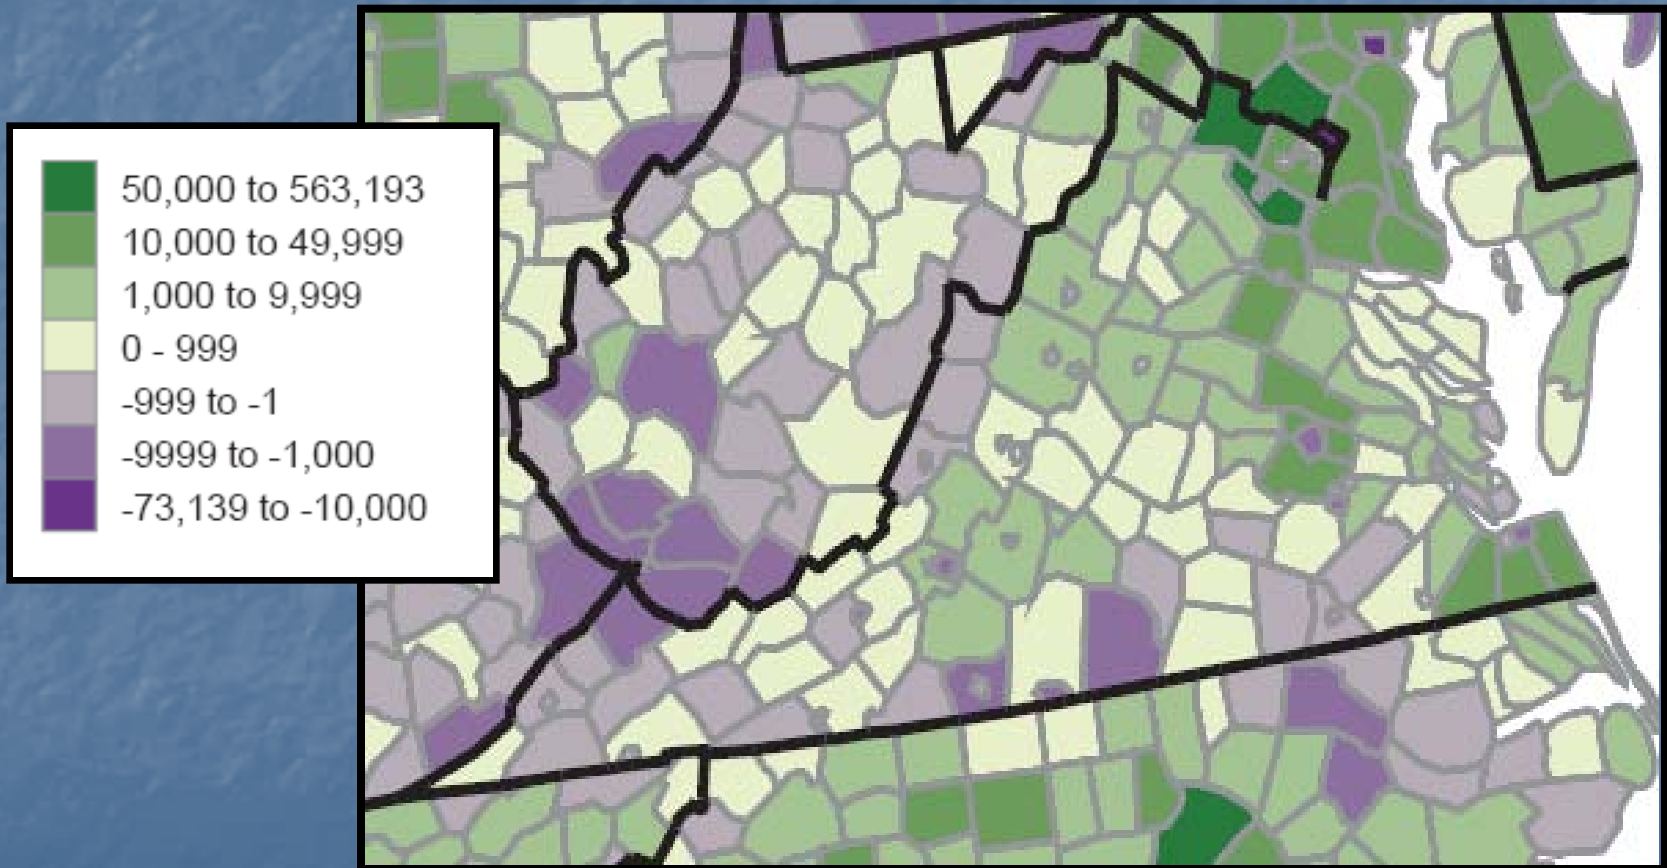 50,000 to 563,193
10,000 to 49,999
1,000 to 9,999
0 - 999
-999 to -1
-9999 to -1,000
-73,139 to -10,000